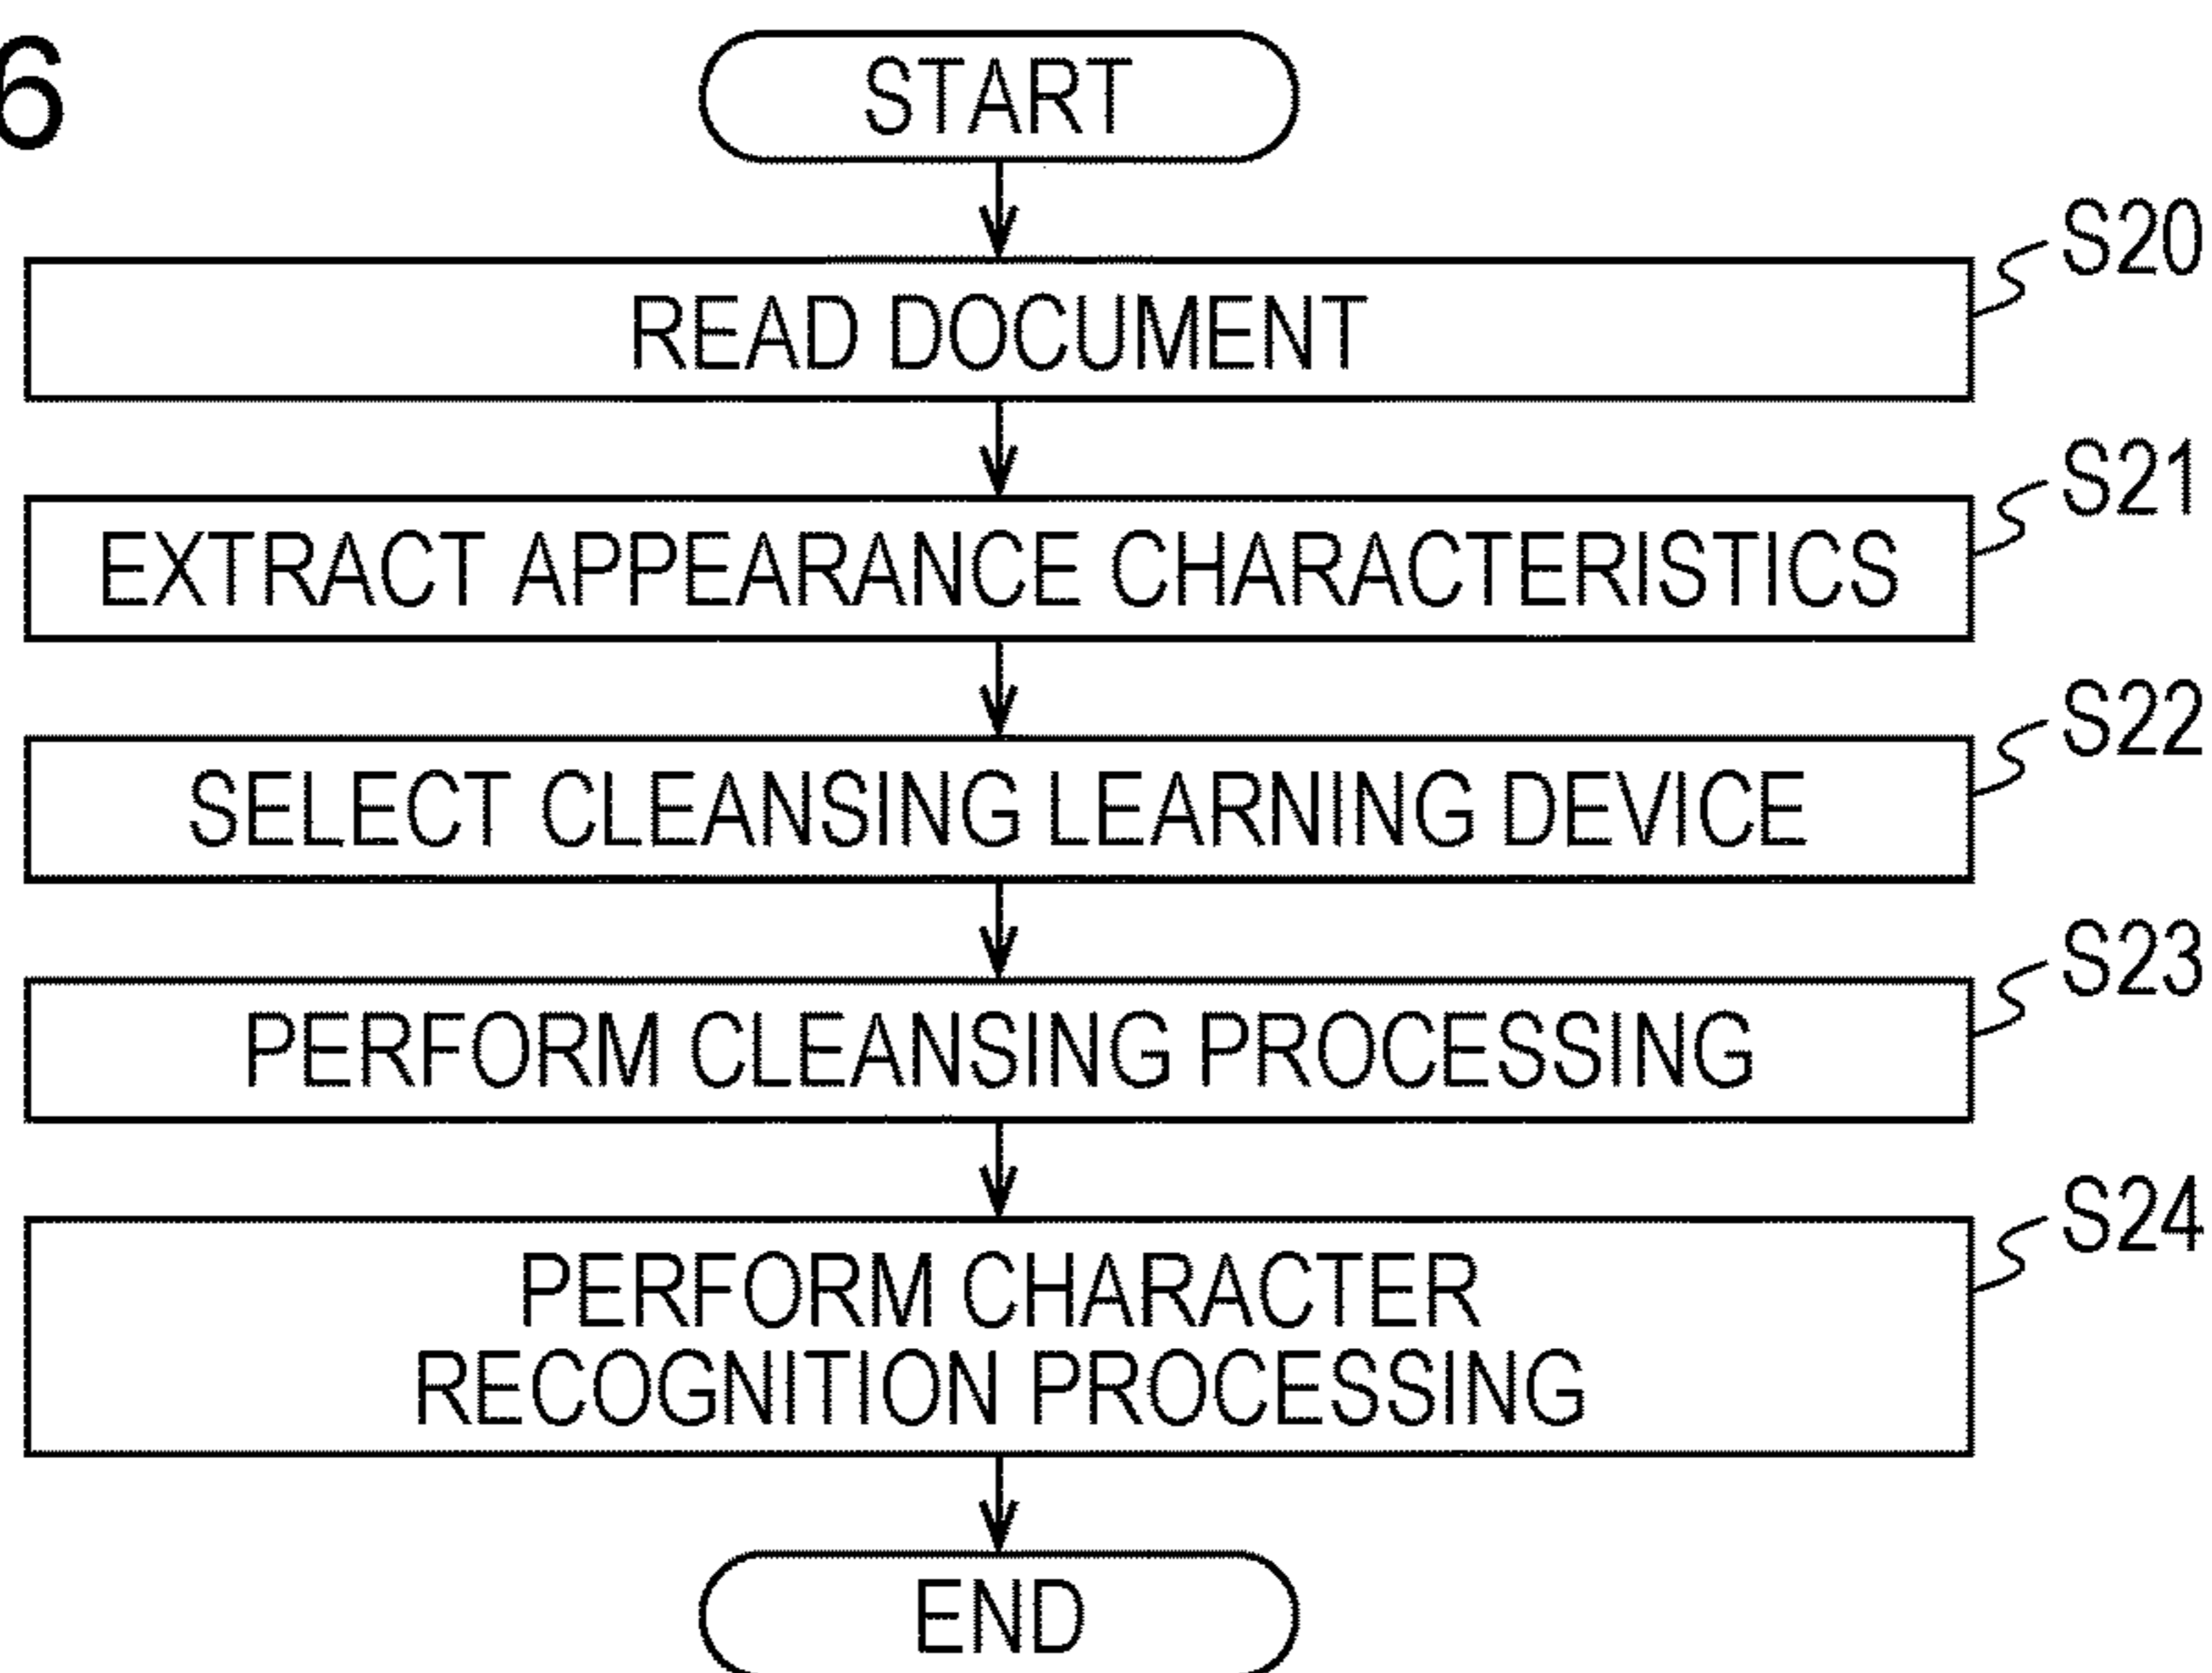 6
START
READ DOCUMENT
S20
EXTRACT APPEARANCE CHARACTERISTICS
S21
SELECT CLEANSING LEARNING DEVICE
S22
PERFORM CLEANSING PROCESSING
S23
PERFORM CHARACTER
RECOGNITION PROCESSING
S24
END